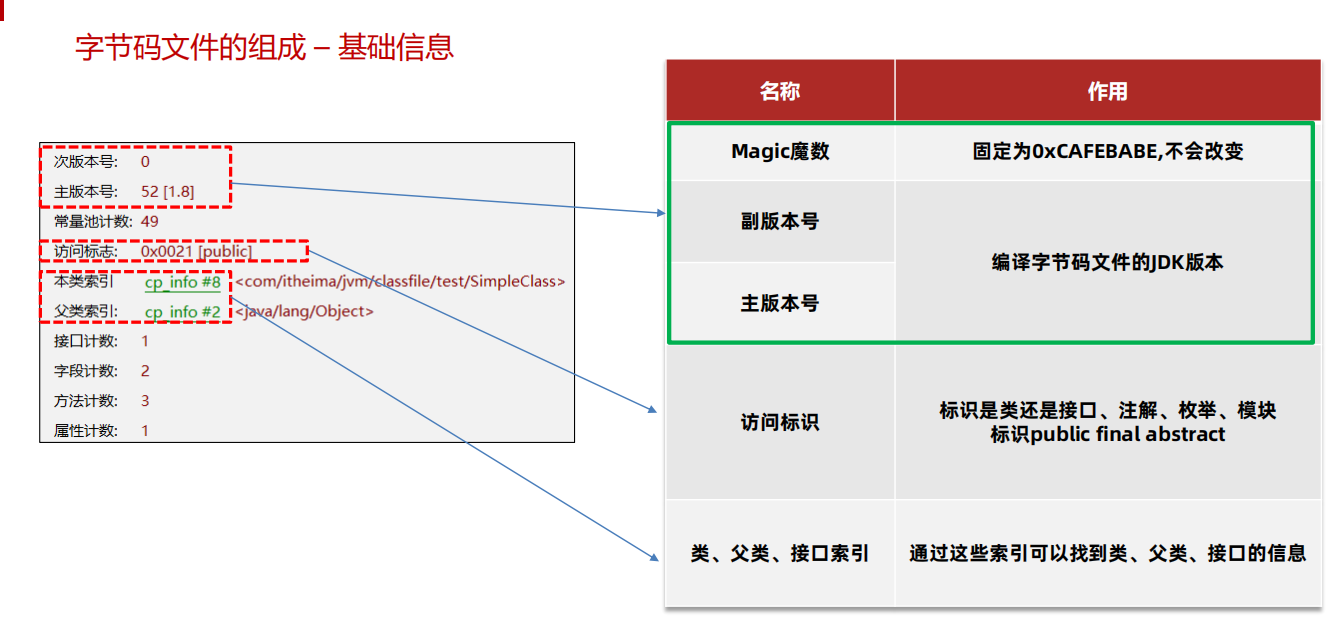 字节码文件的组成 – 基础信息
次版本号: 0
主版本号: 52 [1.8]
常量池计数: 49
访问标志: 0x0021 [public]
本类索引 cp_info #8 <com/itheima/jvm/classfile/test/SimpleClass>
父类索引: cp_info #2 <java/lang/Object>
接口计数: 1
字段计数: 2
方法计数: 3
属性计数: 1
名称 作用
Magic魔数 固定为0xCAFEBABE,不会改变
副版本号
编译字节码文件的JDK版本
主版本号
访问标识
标识是类还是接口、注解、枚举、模块
标识public final abstract
类、父类、接口索引 通过这些索引可以找到类、父类、接口的信息